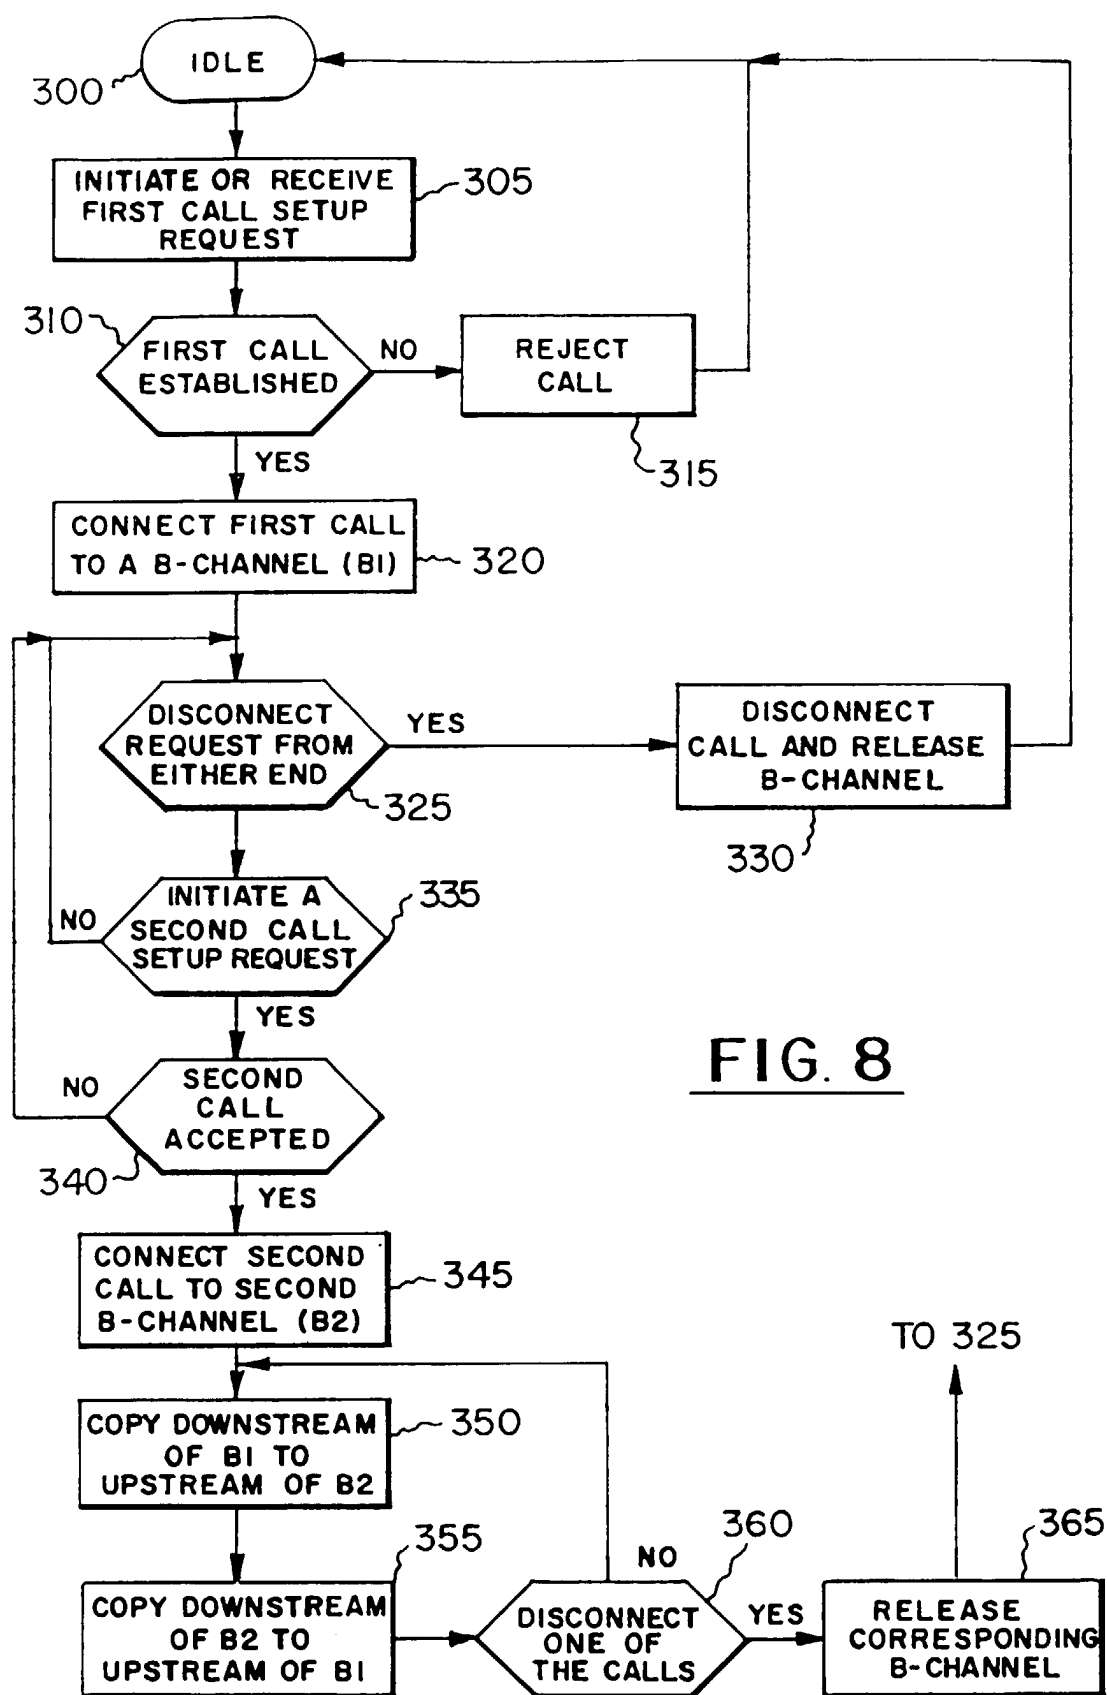 IDLE
300
INITIATE OR RECEIVE
FIRST CALL SETUP
REQUEST
305
310
FIRST CALL
ESTABLISHED
NO
REJECT
CALL
315
YES
CONNECT FIRST CALL
TO A B-CHANNEL (B1)
320
DISCONNECT
REQUEST FROM
EITHER END
325
YES
DISCONNECT
CALL AND RELEASE
B-CHANNEL
330
INITIATE A
SECOND CALL
SETUP REQUEST
335
NO
YES
SECOND
CALL
ACCEPTED
NO
340
YES
FIG. 8
CONNECT SECOND
CALL TO SECOND
B-CHANNEL (B2)
345
COPY DOWNSTREAM
OF B1 TO
UPSTREAM OF B2
350
TO 325
COPY DOWNSTREAM
OF B2 TO
UPSTREAM OF B1
355
NO
360
DISCONNECT
ONE OF
THE CALLS
YES
365
RELEASE
CORRESPONDING
B-CHANNEL